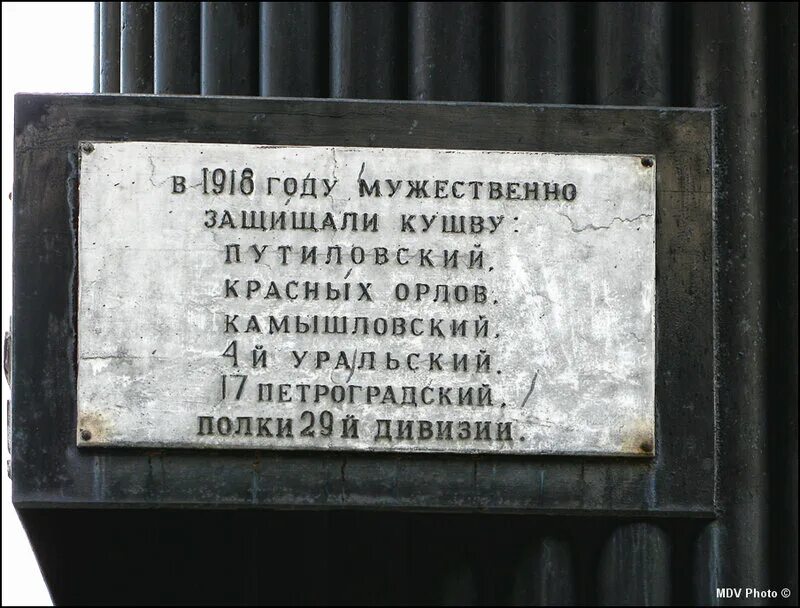 В 1918 ГОДУ МУЖЕСТВЕННО
ЗАЩИЩАЛИ КУШВУ:
ПУТИЛОВСКИЙ,
КРАСНЫХ ОРЛОВ,
КАМЫШЛОВСКИЙ,
4Й УРАЛЬСКИЙ,
17 ПЕТРОГРАДСКИЙ,
ПОЛКИ 29Й ДИВИЗИИ.
MDV Photo ©